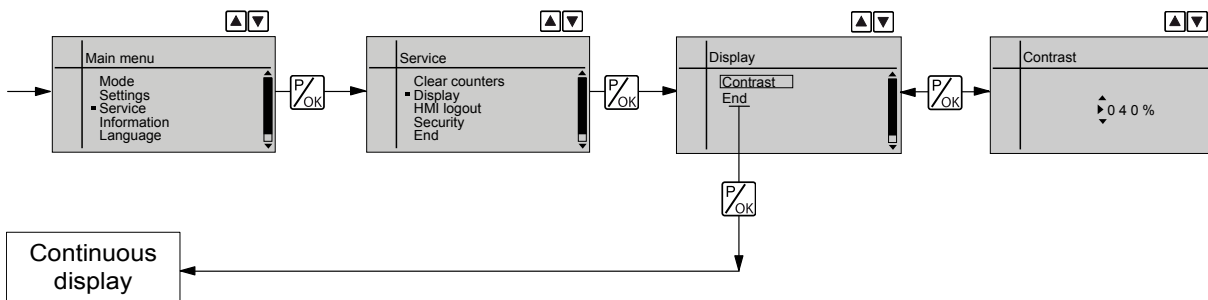 Main menu
Mode
Settings
Service
Information
Language
P/OK
Service
Clear counters
Display
HMI logout
Security
End
P/OK
Display
Contrast
End
P/OK
Contrast
0 4 0 %
P/OK
Continuous
display